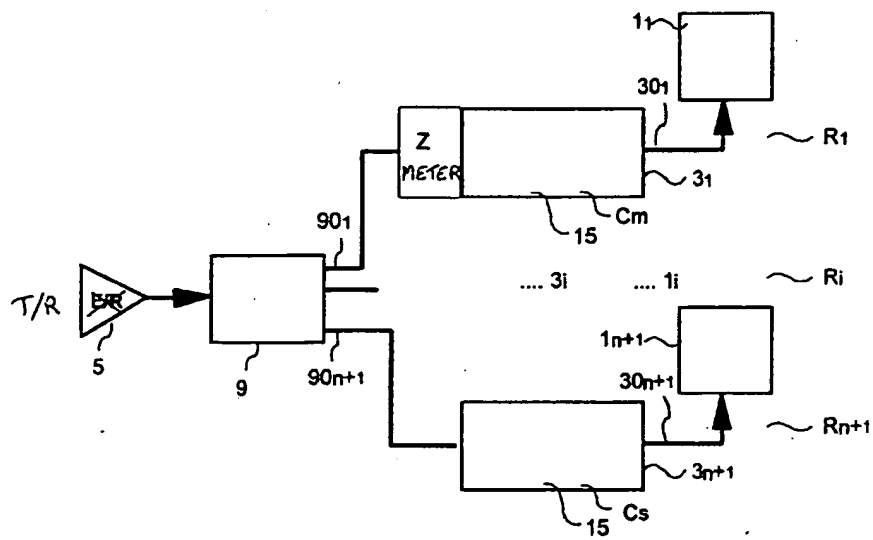 1₁
30₁
R₁
Z
METER
3₁
Cm
15
90₁
.... 3i
.... 1i
Ri
T/R
5
9
90n+1
1n+1
30n+1
Rn+1
3n+1
Cs
15